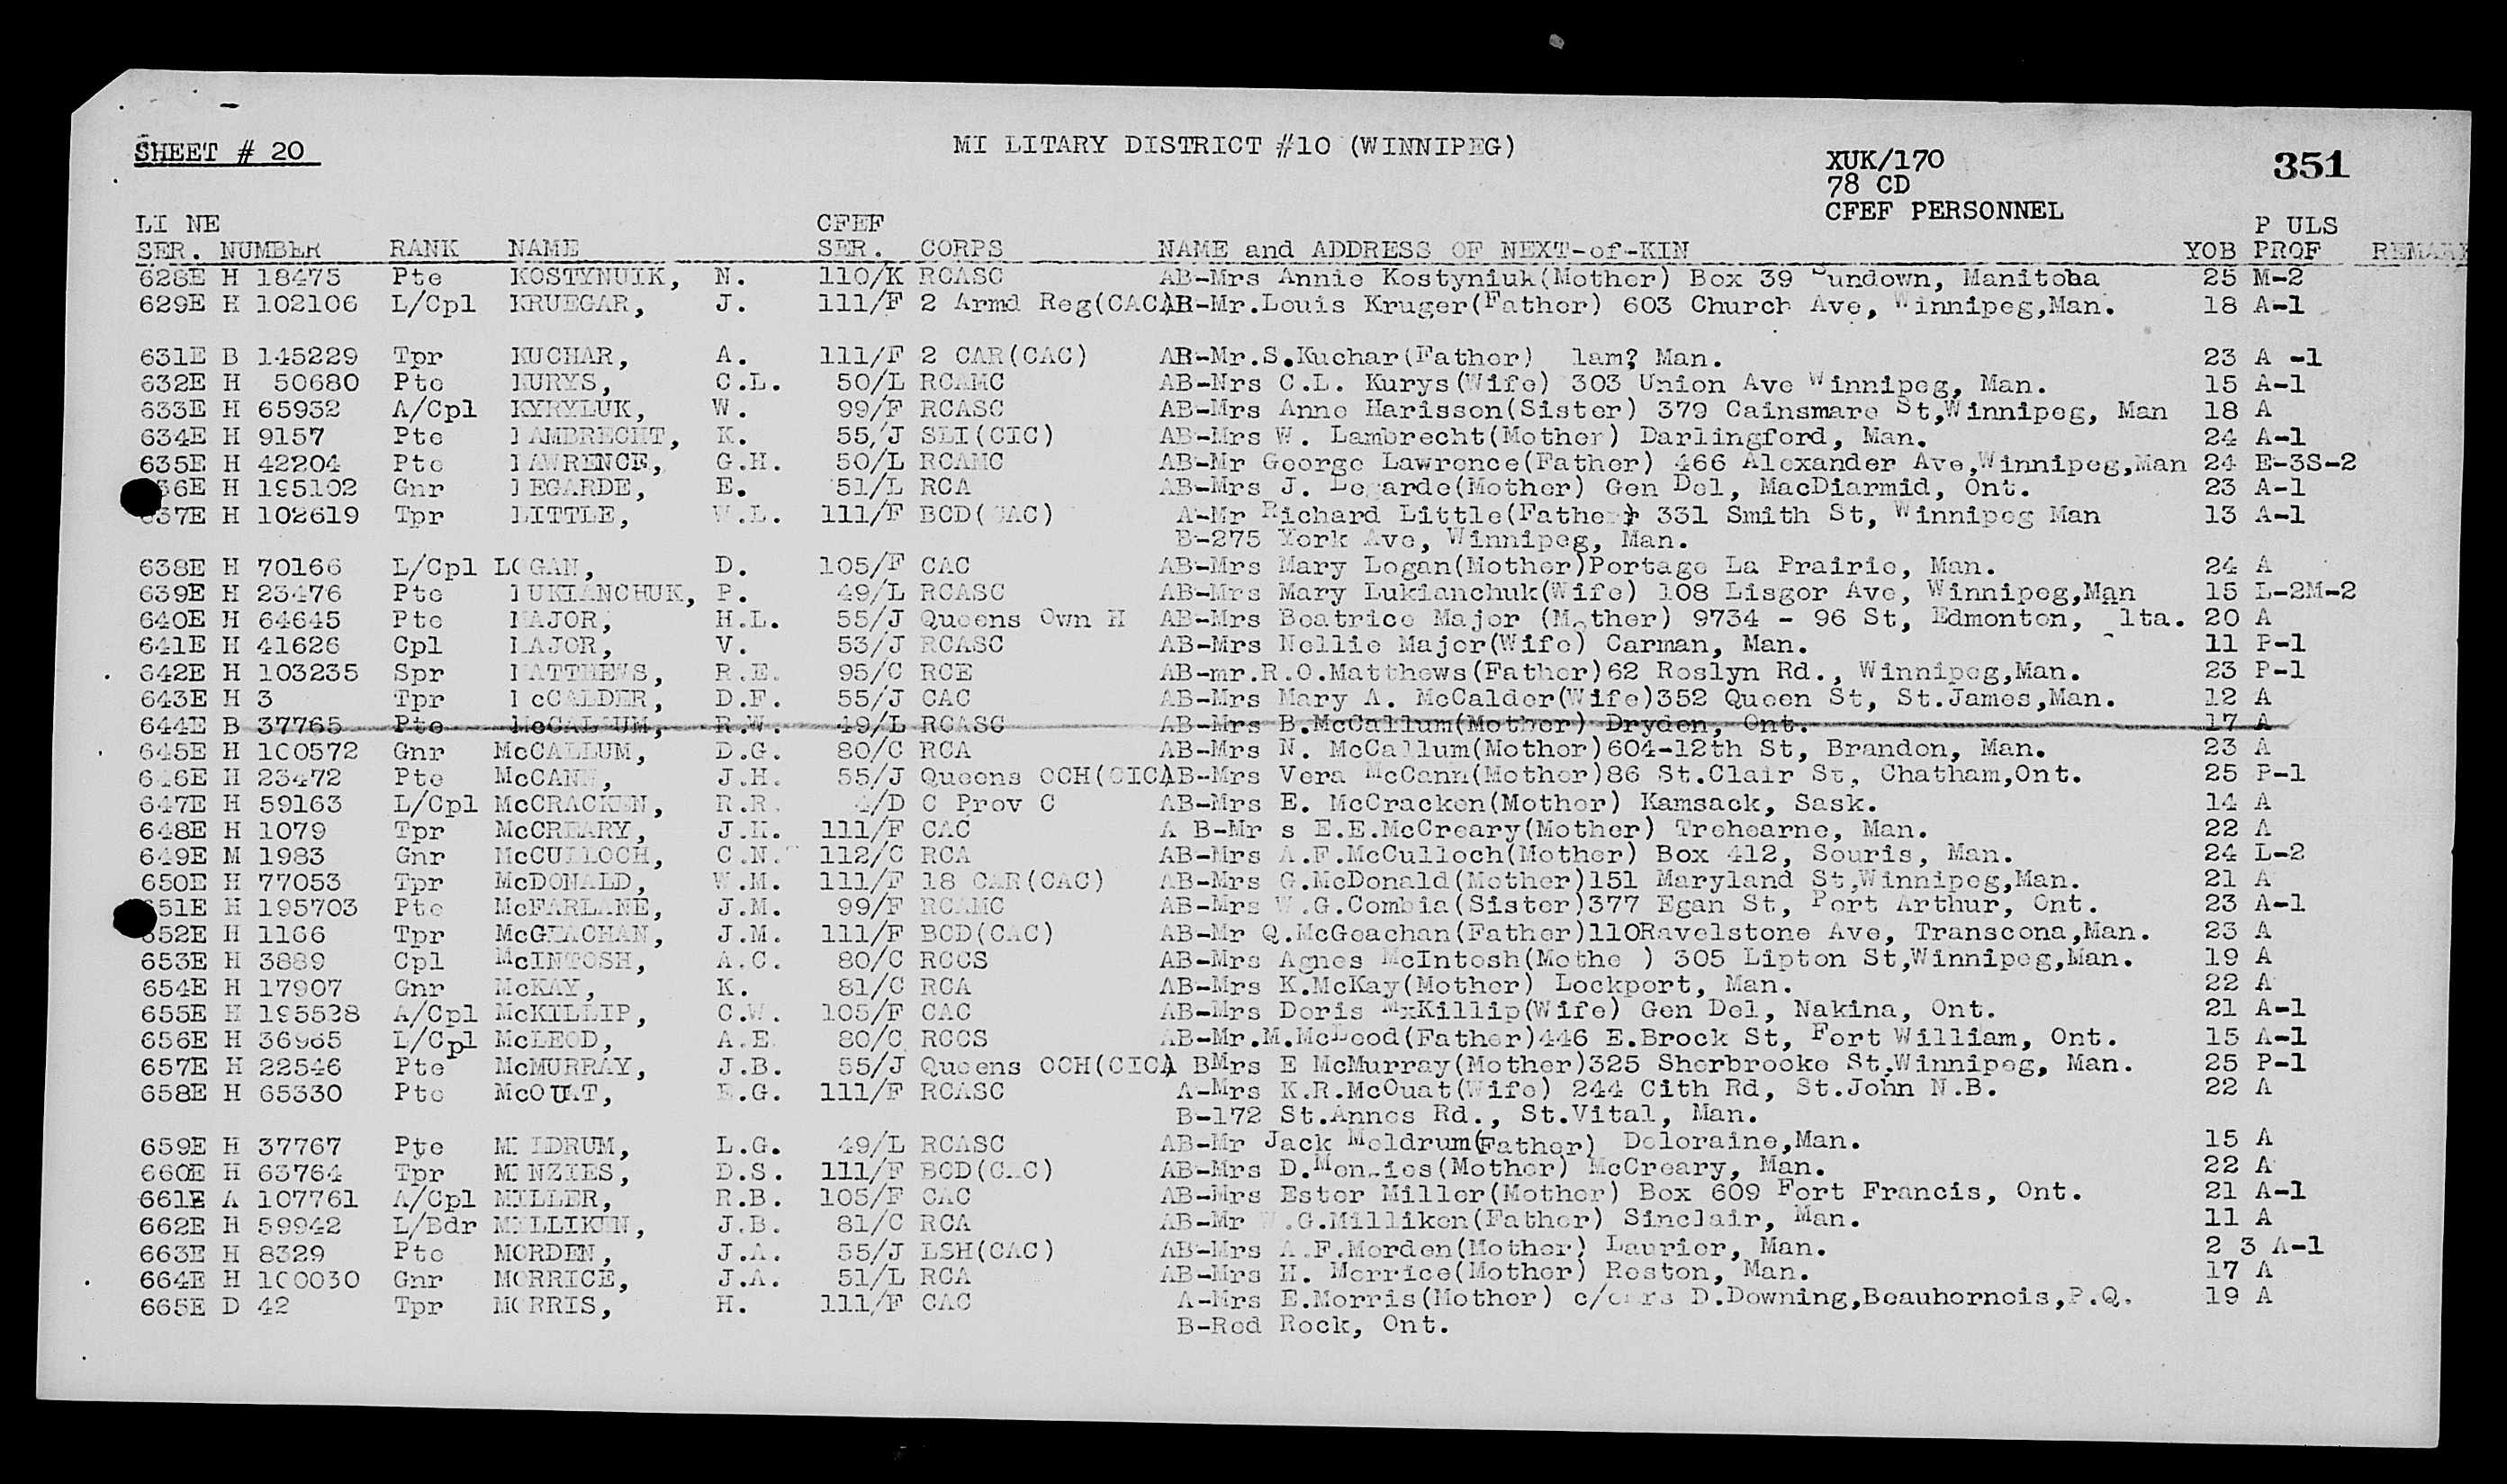 SHEET # 20
MI LITARY DISTRICT #10 (WINNIPEG)
XUK/170
351
78 CD
CFEF PERSONNEL
LI NE CFEF P ULS
SER. NUMBER RANK NAME SER. CORPS NAME and ADDRESS OF NEXT-of-KIN YOB PROF REMARK
628E H 18475 Pte KOSTYNUIK, N. 110/K RCASC AB-Mrs Annie Kostyniuk(Mother) Box 39 Sundown, Manitoba 25 M-2
629E H 102106 L/Cpl KRUEGAR, J. 111/F 2 Armd Reg(CAC)AB-Mr.Louis Kruger(Father) 603 Church Ave, Winnipeg,Man. 18 A-1
631E B 145229 Tpr KUCHAR, A. 111/F 2 CAR(CAC) AB-Mr.S.Kuchar(Father) lam? Man. 23 A -1
632E H 50680 Pte KURYS, C.L. 50/L RCAMC AB-Nrs C.L. Kurys(Wife) 303 Union Ave Winnipeg, Man. 15 A-1
633E H 65932 A/Cpl KYRYLUK, W. 99/F RCASC AB-Mrs Anne Harisson(Sister) 379 Cainsmare St,Winnipeg, Man 18 A
634E H 9157 Pte LAMBRECHT, K. 55/J SLI(CIC) AB-Mrs W. Lambrecht(Mother) Darlingford, Man. 24 A-1
635E H 42204 Pte LAWRENCE, G.H. 50/L RCAMC AB-Mr George Lawrence(Father) 466 Alexander Ave,Winnipeg,Man 24 E-3S-2
36E H 195102 Gnr LEGARDE, E. 51/L RCA AB-Mrs J. Legarde(Mother) Gen Del, MacDiarmid, Ont. 23 A-1
637E H 102619 Tpr LITTLE, W.L. 111/F BCD(CAC) A-Mr Richard Little(Father) 331 Smith St, Winnipeg Man 13 A-1
B-275 York Ave, Winnipeg, Man.
638E H 70166 L/Cpl LOGAN, D. 105/F CAC AB-Mrs Mary Logan(Mother)Portage La Prairie, Man. 24 A
639E H 23476 Pte LUKIANCHUK, P. 49/L RCASC AB-Mrs Mary Lukianchuk(Wife) 108 Lisgor Ave, Winnipeg,Man 15 L-2M-2
640E H 64645 Pte MAJOR, H.L. 55/J Queens Own H AB-Mrs Beatrice Major (Mother) 9734 - 96 St, Edmonton, lta. 20 A
641E H 41626 Cpl MAJOR, V. 53/J RCASC AB-Mrs Nellie Major(Wife) Carman, Man. 11 P-1
642E H 103235 Spr MATTHEWS, R.E. 95/C RCE AB-mr.R.O.Matthews(Father)62 Roslyn Rd., Winnipeg,Man. 23 P-1
643E H 3 Tpr McCALDER, D.F. 55/J CAC AB-Mrs Mary A. McCalder(Wife)352 Queen St, St.James,Man. 12 A
644E B 37765 Pte McCALLUM, R.W. 49/L RCASC AB-Mrs B.McCallum(Mother) Dryden, Ont. 17 A
645E H 100572 Gnr McCALLUM, D.G. 80/C RCA AB-Mrs N. McCallum(Mother)604-12th St, Brandon, Man. 23 A
646E H 23472 Pte McCANN, J.H. 55/J Queens OCH(CIC)AB-Mrs Vera McCann(Mother)86 St.Clair St, Chatham,Ont. 25 P-1
647E H 59163 L/Cpl McCRACKEN, R.R. 4/D C Prov C AB-Mrs E. McCracken(Mother) Kamsack, Sask. 14 A
648E H 1079 Tpr McCREARY, J.H. 111/F CAC A B-Mr s E.E.McCreary(Mother) Trehearne, Man. 22 A
649E M 1983 Gnr McCULLOCH, C.N. 112/C RCA AB-Mrs A.F.McCulloch(Mother) Box 412, Souris, Man. 24 L-2
650E H 77053 Tpr McDONALD, W.M. 111/F 18 CAR(CAC) AB-Mrs G.McDonald(Mother)151 Maryland St,Winnipeg,Man. 21 A
651E H 195703 Pte McFARLANE, J.M. 99/F RCAMC AB-Mrs W.G.Combia(Sister)377 Egan St, Port Arthur, Ont. 23 A-1
652E H 1166 Tpr McGEACHAN, J.M. 111/F BCD(CAC) AB-Mr Q.McGeachan(Father)110Ravelstone Ave, Transcona,Man. 23 A
653E H 3889 Cpl McINTOSH, A.C. 80/C RCCS AB-Mrs Agnes McIntosh(Mothe ) 305 Lipton St,Winnipeg,Man. 19 A
654E H 17907 Gnr McKAY, K. 81/C RCA AB-Mrs K.McKay(Mother) Lockport, Man. 22 A
655E H 195528 A/Cpl McKILLIP, C.W. 105/F CAC AB-Mrs Doris MxKillip(Wife) Gen Del, Nakina, Ont. 21 A-1
656E H 36965 L/Cpl McLEOD, A.E. 80/C RCCS AB-Mr.M.McLeod(Father)446 E.Brock St, Fort William, Ont. 15 A-1
657E H 22546 Pte McMURRAY, J.B. 55/J Queens OCH(CIC) A BMrs E McMurray(Mother)325 Sherbrooke St,Winnipeg, Man. 25 P-1
658E H 65330 Pte McOUAT, E.G. 111/F RCASC A-Mrs K.R.McOuat(Wife) 244 Cith Rd, St.John N.B. 22 A
B-172 St.Annes Rd., St.Vital, Man.
659E H 37767 Pte MELDRUM, L.G. 49/L RCASC AB-Mr Jack Meldrum(Father) Deloraine,Man. 15 A
660E H 63764 Tpr MENZIES, D.S. 111/F BCD(CAC) AB-Mrs D.Menzies(Mother) McCreary, Man. 22 A
661E A 107761 A/Cpl MILLER, R.B. 105/F CAC AB-Mrs Ester Miller(Mother) Box 609 Fort Francis, Ont. 21 A-1
662E H 59942 L/Bdr MILLIKEN, J.B. 81/C RCA AB-Mr W.G.Milliken(Father) Sinclair, Man. 11 A
663E H 8329 Pte MORDEN, J.A. 55/J LSH(CAC) AB-Mrs A.F.Morden(Mother) Laurier, Man. 2 3 A-1
664E H 100030 Gnr MORRICE, J.A. 51/L RCA AB-Mrs H. Morrice(Mother) Reston, Man. 17 A
665E D 42 Tpr MORRIS, H. 111/F CAC A-Mrs E.Morris(Mother) c/o mrs D.Downing,Beauhornois,P.Q. 19 A
B-Red Rock, Ont.